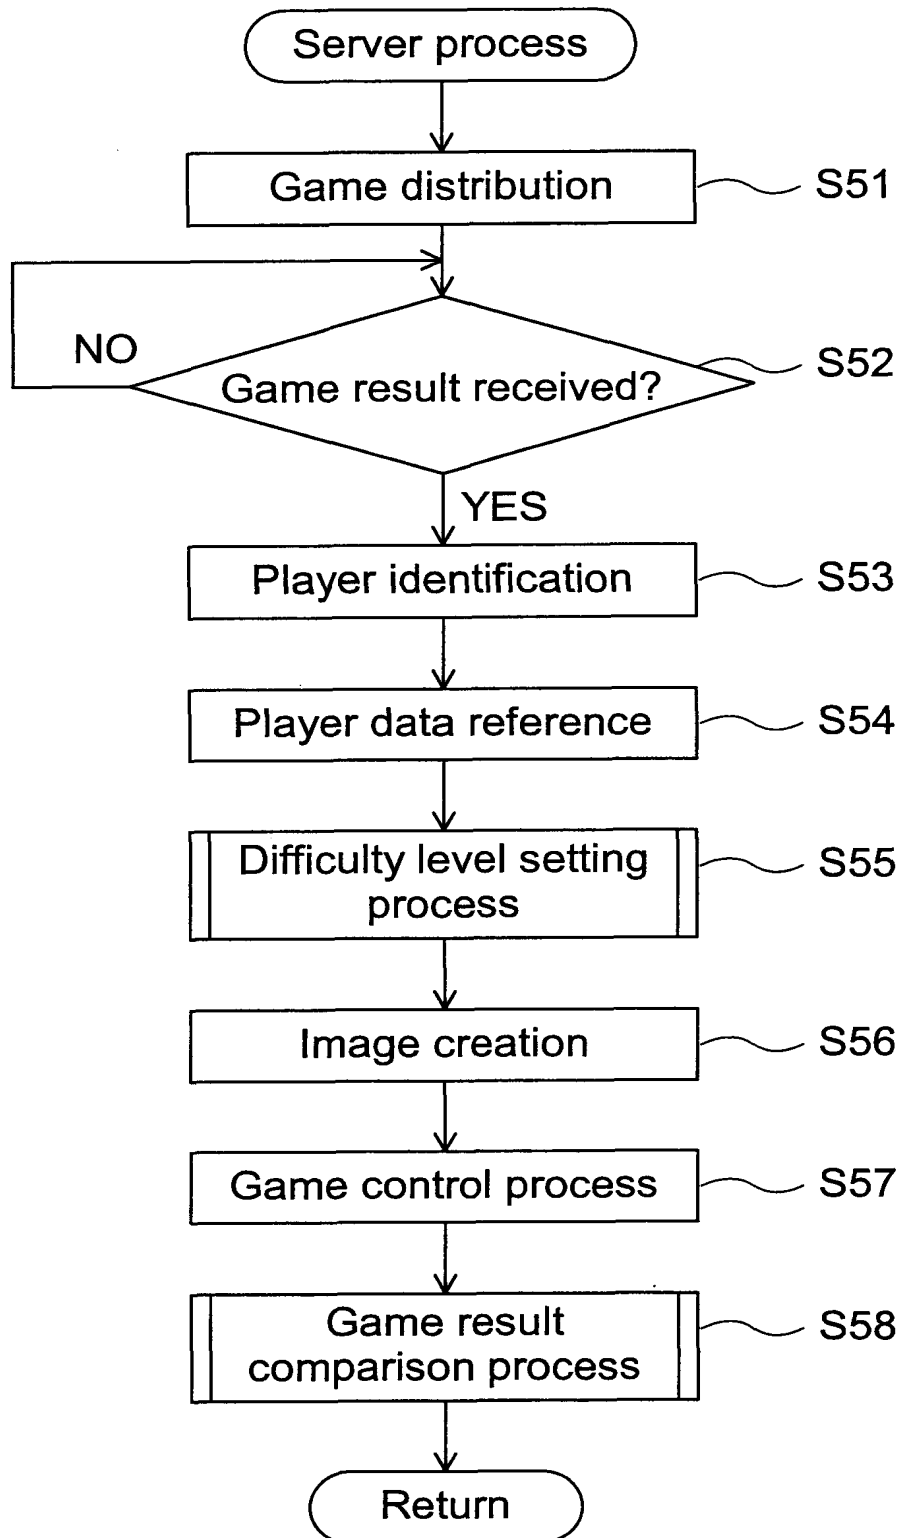 Server process
Game distribution
S51
NO
Game result received?
S52
YES
Player identification
S53
Player data reference
S54
Difficulty level setting
process
S55
Image creation
S56
Game control process
S57
Game result
comparison process
S58
Return